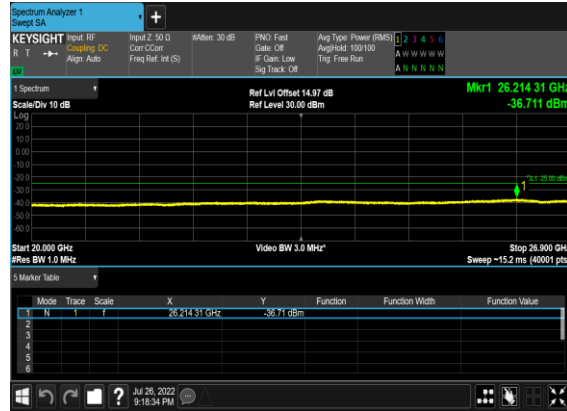 Spectrum Analyzer 1
Swept SA
+
KEYSIGHT Input: RF Input Z: 50 Ω #Atten: 30 dB PNO: Fast Avg Type: Power (RMS) 1 2 3 4 5 6
R T Coupling: DC Corr CCorr Gate: Off Avg|Hold: 100/100 A W W W W W
Align: Auto Freq Ref: Int (S) IF Gain: Low Trig: Free Run
Sig Track: Off A N N N N N
1 Spectrum Ref Lvl Offset 14.97 dB Mkr1 26.214 31 GHz
Scale/Div 10 dB Ref Level 30.00 dBm -36.711 dBm
Log
20.0
10.0
0.00
-10.0
-20.0
DL1 -25.00 dBm
-30.0
1
-40.0
-50.0
-60.0
Start 20.000 GHz Video BW 3.0 MHz* Stop 26.900 GHz
#Res BW 1.0 MHz Sweep ~15.2 ms (40001 pts)
5 Marker Table
Mode Trace Scale X Y Function Function Width Function Value
1 N 1 f 26.214 31 GHz -36.71 dBm
2
3
4
5
6
? Jul 26, 2022
9:18:34 PM